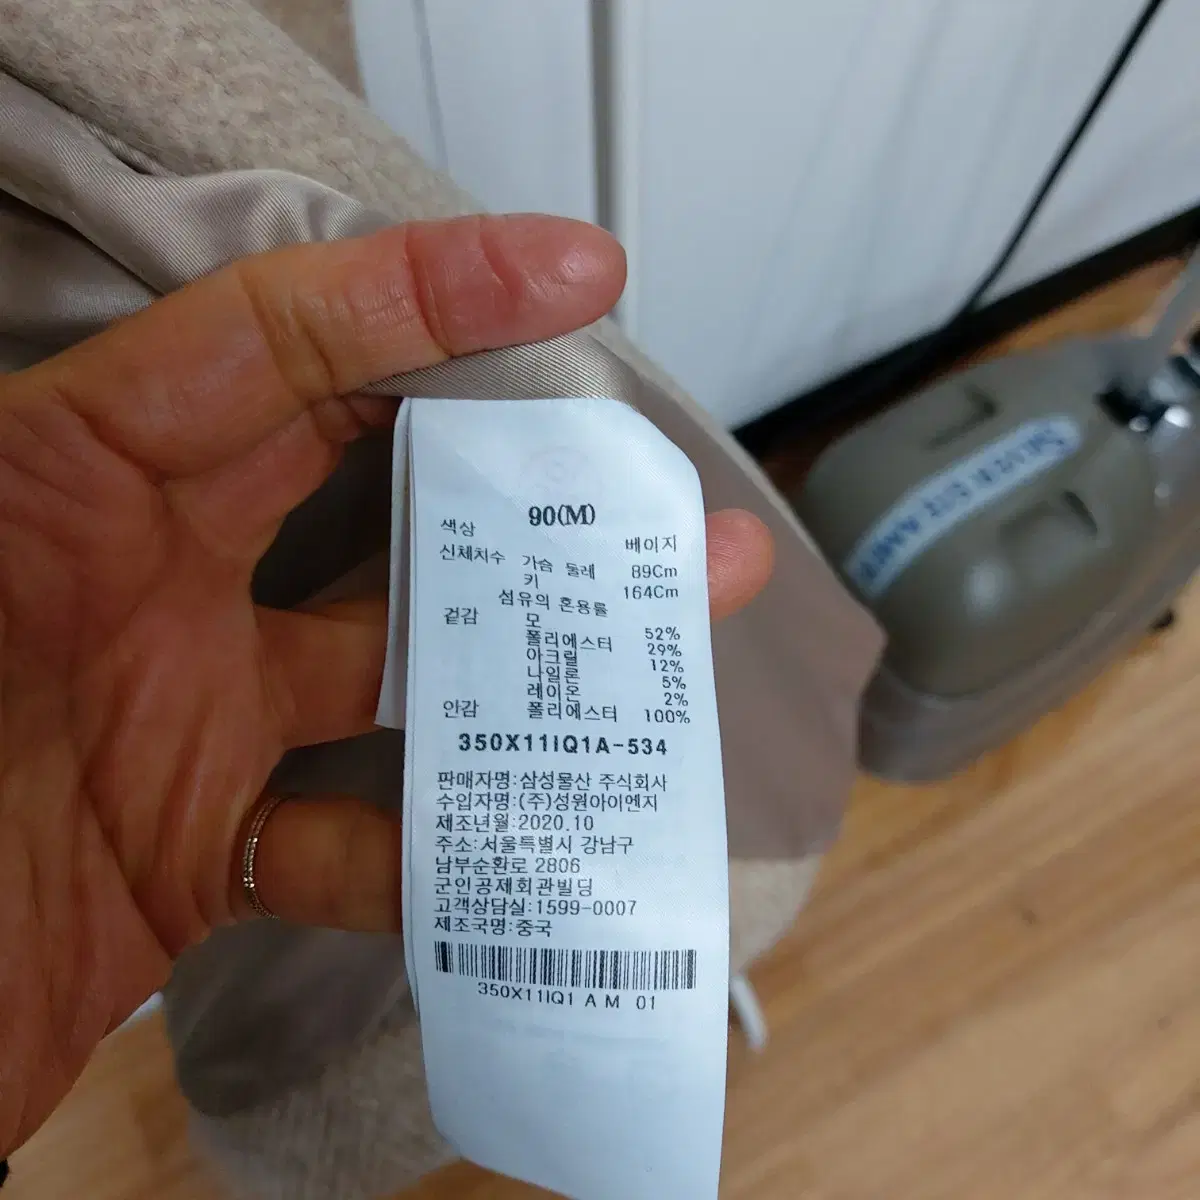 90(M)
색상 베이지
신체치수 가슴 둘레 89Cm
키 164Cm
섬유의 혼용률
겉감 모 52%
폴리에스터 29%
아크릴 12%
나일론 5%
레이온 2%
안감 폴리에스터 100%
350X11IQ1A-534
판매자명:삼성물산 주식회사
수입자명:(주)성원아이엔지
제조년월:2020.10
주소:서울특별시 강남구
남부순환로 2806
군인공제회관빌딩
고객상담실:1599-0007
제조국명:중국
350X11IQ1 A M 01